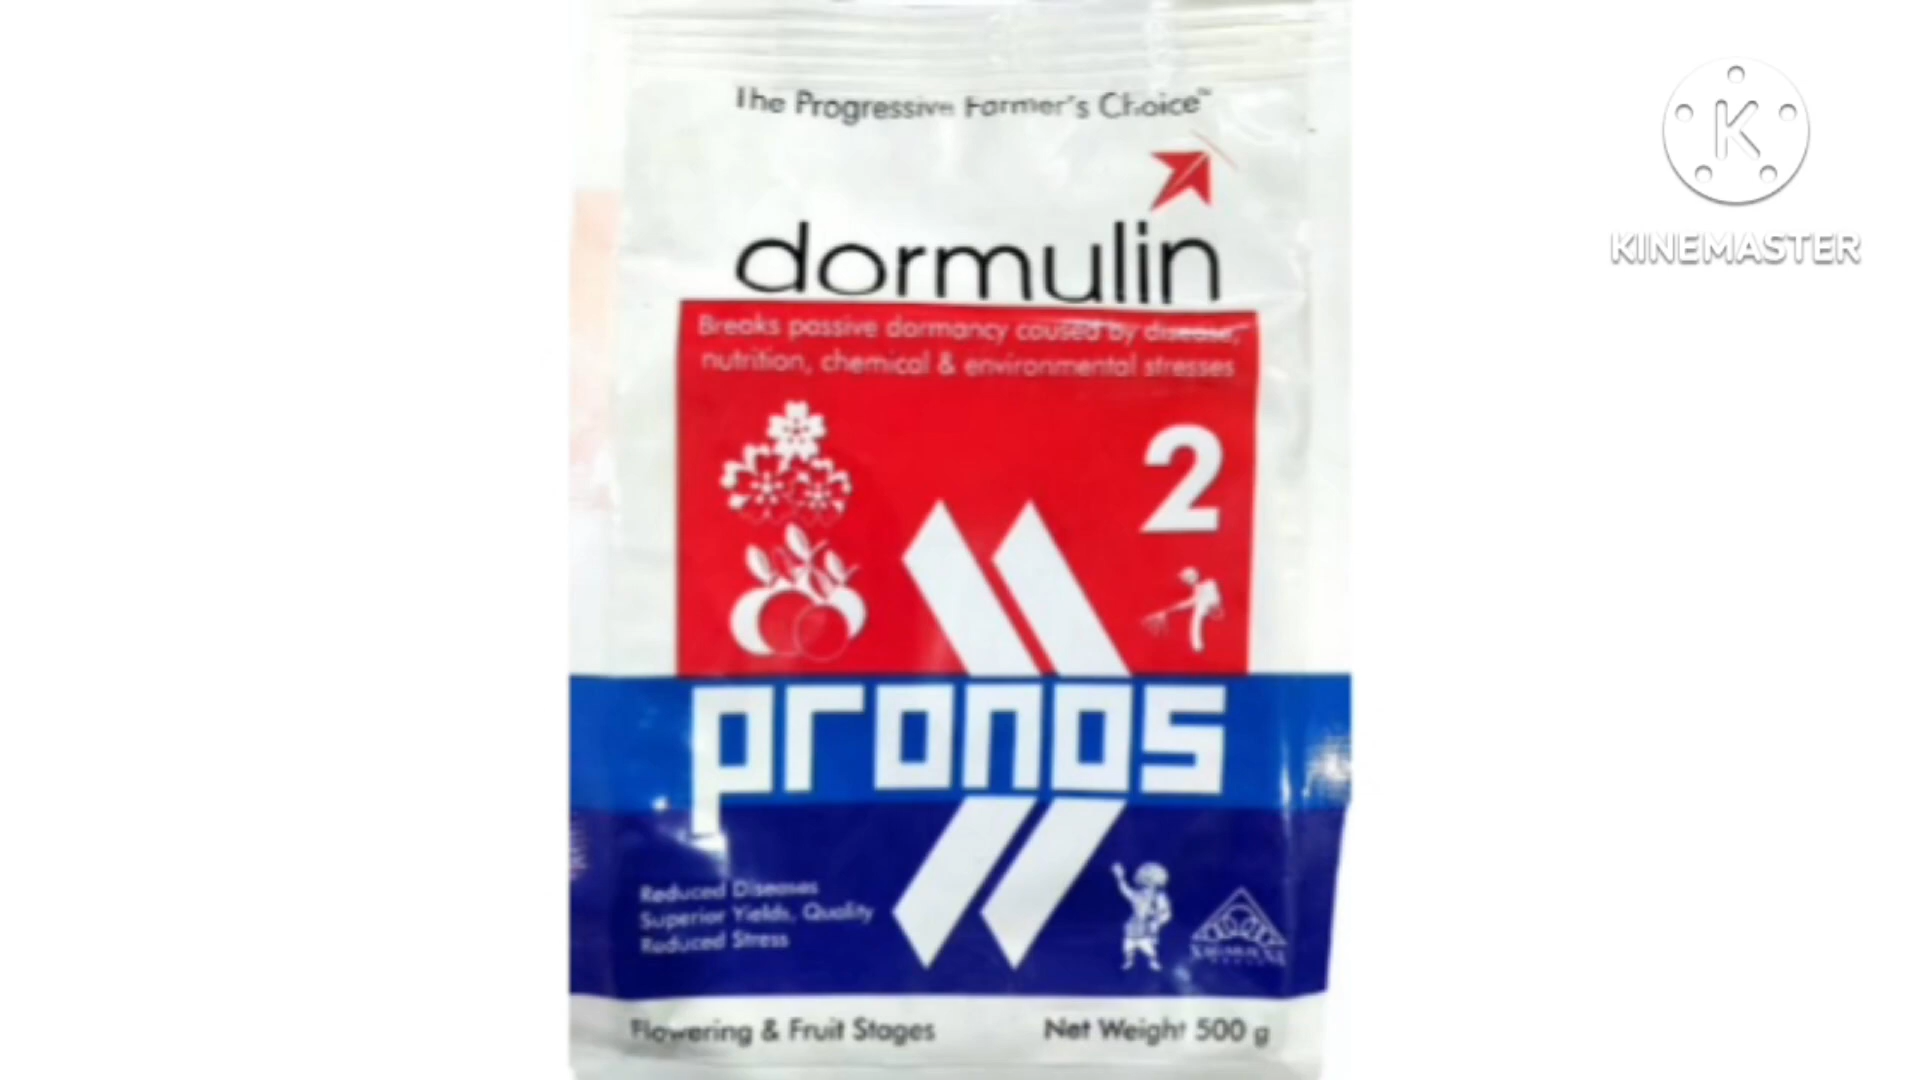 The Progressive Farmer's Choice™
dormulin
Breaks passive dormancy caused by disease,
nutrition, chemical & environmental stresses
2
pronos
Reduced Diseases
Superior Yields, Quality
Reduced Stress
Flowering & Fruit Stages
Net Weight 500 g
K
KINEMASTER